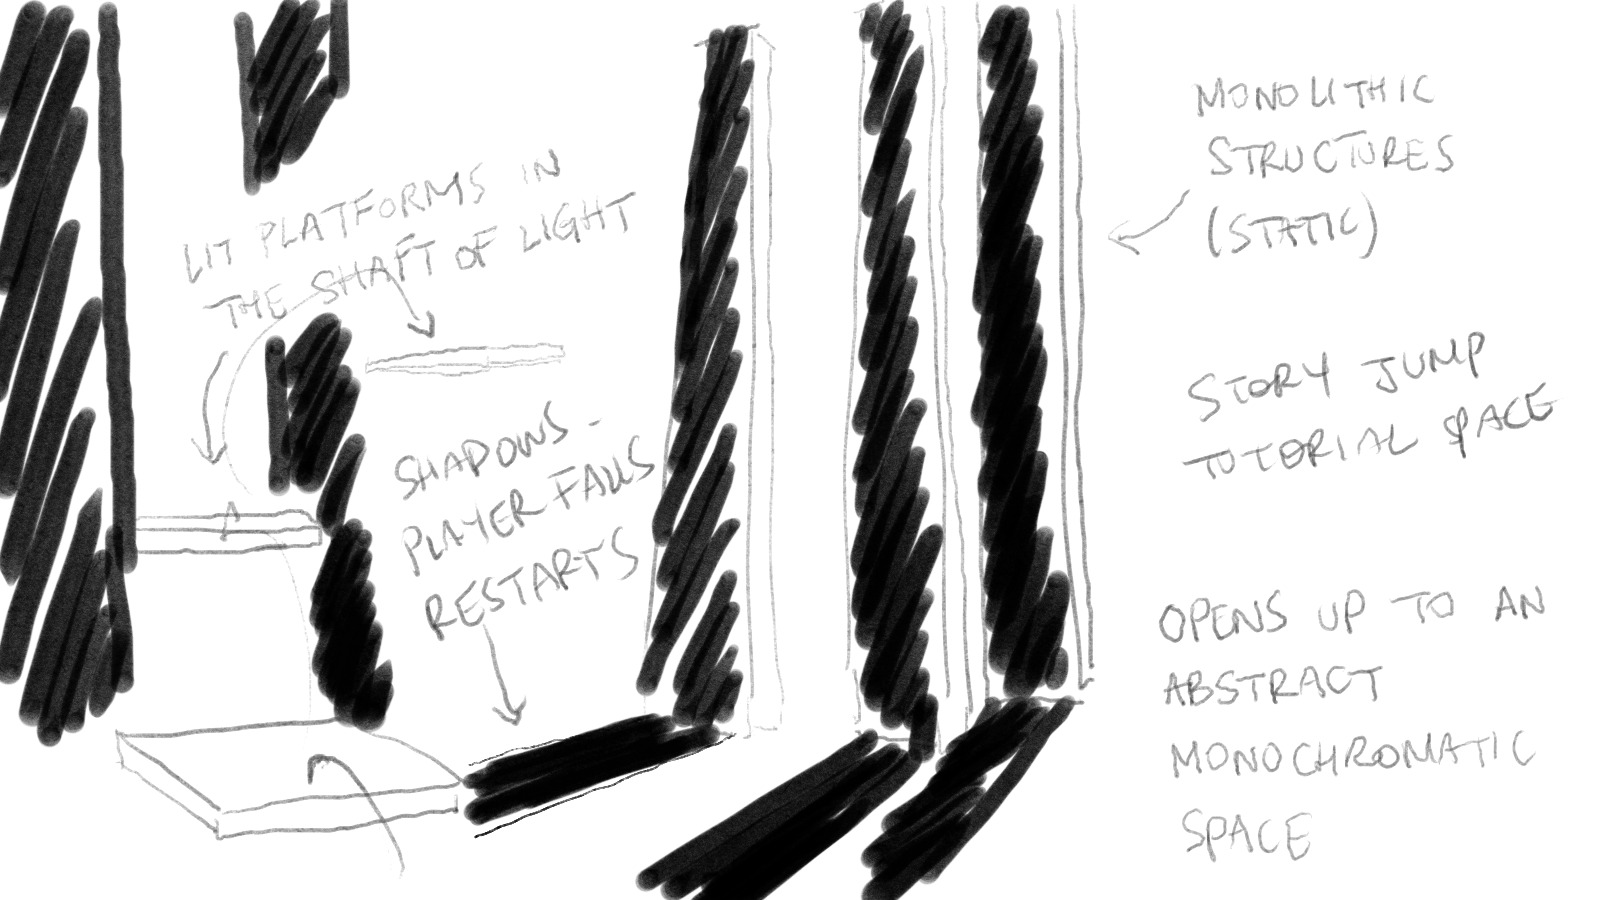 LIT PLATFORMS IN
THE SHAFT OF LIGHT
SHADOWS -
PLAYER FALLS
RESTARTS
MONOLITHIC
STRUCTURES
(STATIC)
STORY JUMP
TUTORIAL SPACE
OPENS UP TO AN
ABSTRACT
MONOCHROMATIC
SPACE